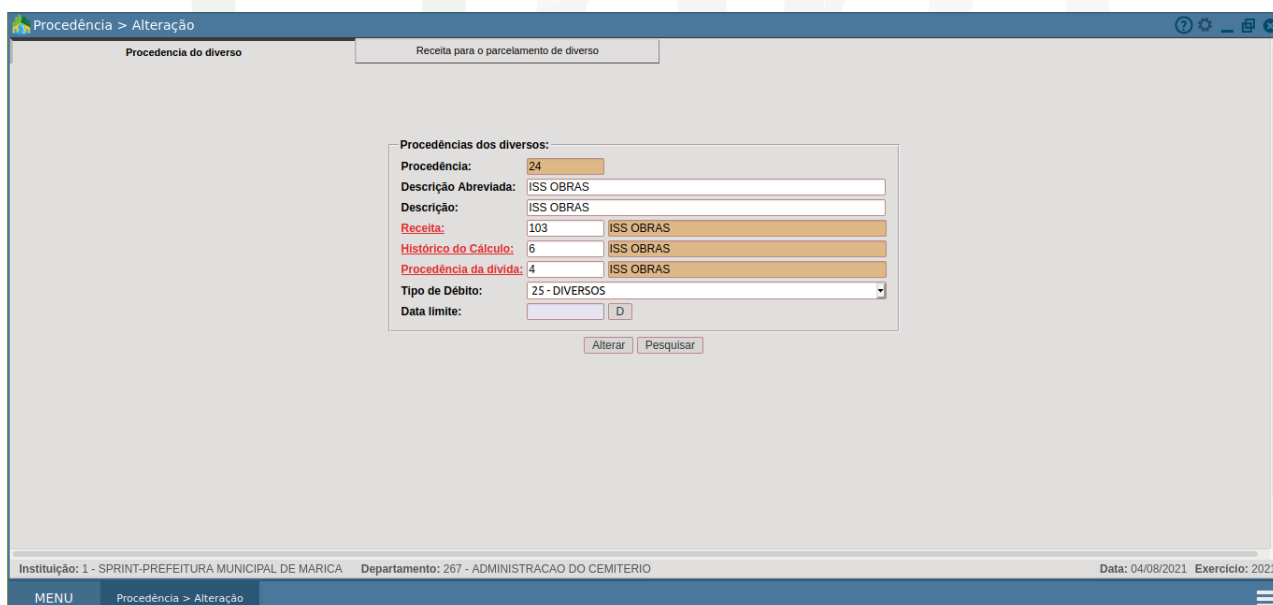 Procedência > Alteração
Procedencia do diverso Receita para o parcelamento de diverso
Procedências dos diversos:
Procedência: 24
Descrição Abreviada: ISS OBRAS
Descrição: ISS OBRAS
Receita: 103 ISS OBRAS
Histórico do Cálculo: 6 ISS OBRAS
Procedência da dívida: 4 ISS OBRAS
Tipo de Débito: 25 - DIVERSOS
Data limite: D
Alterar Pesquisar
Instituição: 1 - SPRINT-PREFEITURA MUNICIPAL DE MARICA Departamento: 267 - ADMINISTRACAO DO CEMITERIO Data: 04/08/2021 Exercício: 2021
MENU Procedência > Alteração